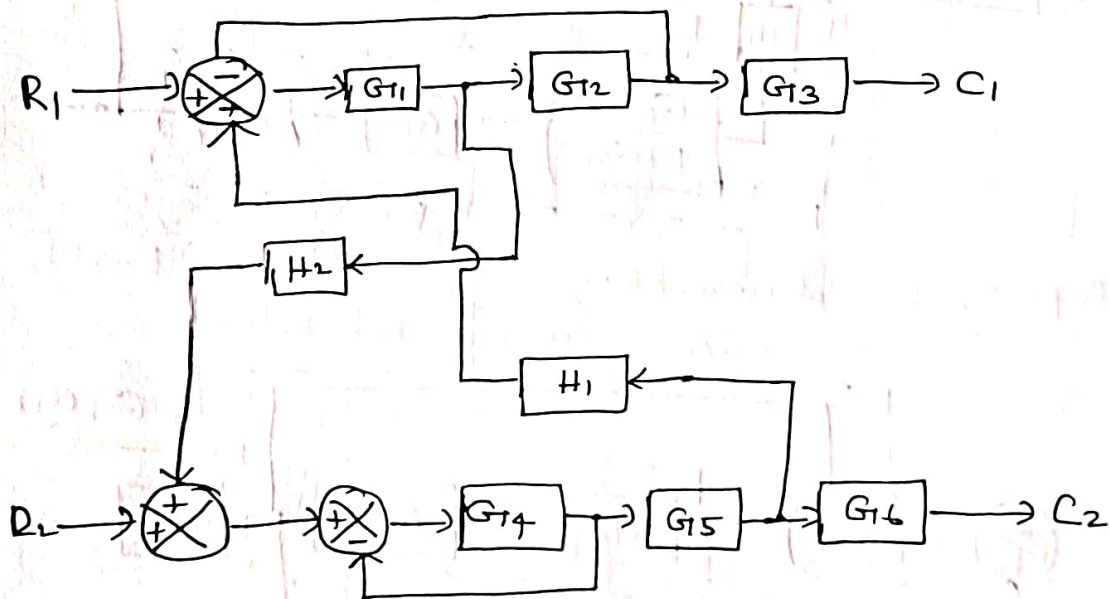 R1 + - + G1 G2 G3 C1
H2
H1
R2 + + + - G4 G5 G6 C2